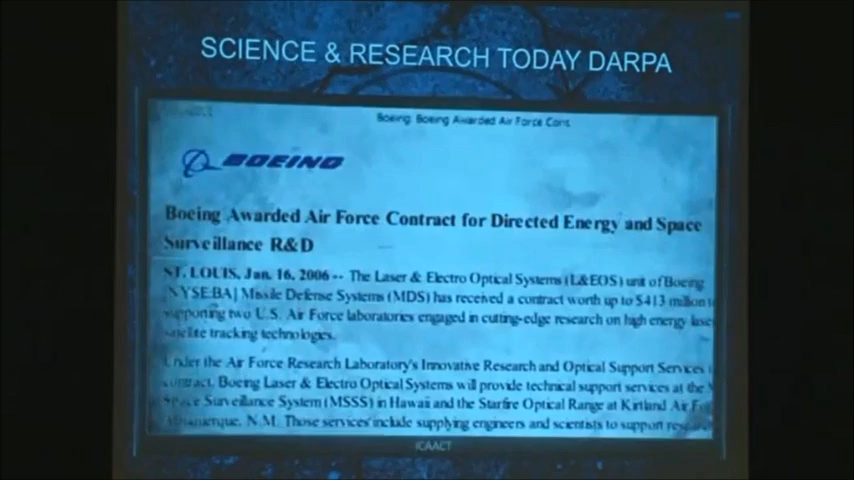 SCIENCE & RESEARCH TODAY DARPA
Boeing: Boeing Awarded Air Force Cont.
BOEING
Boeing Awarded Air Force Contract for Directed Energy and Space
Surveillance R&D
ST. LOUIS, Jan. 16, 2006 -- The Laser & Electro Optical Systems (L&EOS) unit of Boeing
[NYSE:BA] Missile Defense Systems (MDS) has received a contract worth up to $413 million
supporting two U.S. Air Force laboratories engaged in cutting-edge research on high energy
satellite tracking technologies.
Under the Air Force Research Laboratory's Innovative Research and Optical Support Services
contract, Boeing Laser & Electro Optical Systems will provide technical support services at the
Space Surveillance System (MSSS) in Hawaii and the Starfire Optical Range at Kirtland Air
Albuquerque, N.M. Those services include supplying engineers and scientists to support
ICAACT